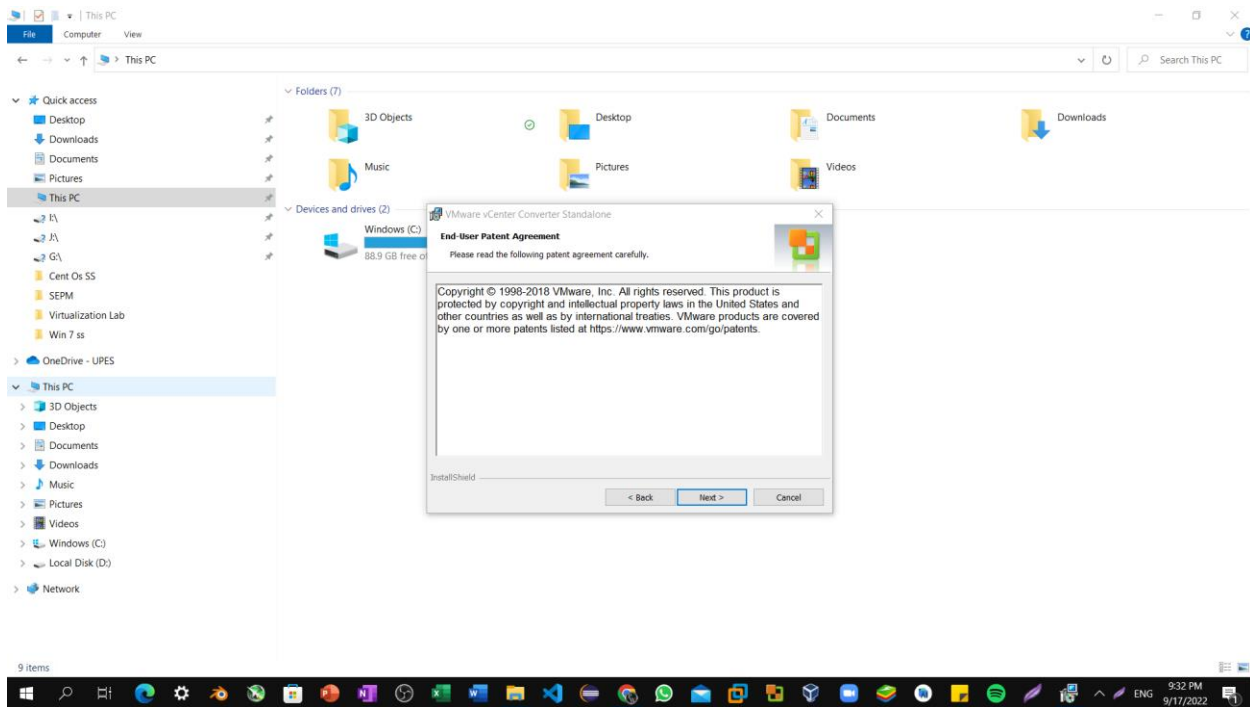 This PC
File Computer View
This PC
Search This PC
Quick access
Desktop
Downloads
Documents
Pictures
This PC
I:\
J:\
G:\
Cent Os SS
SEPM
Virtualization Lab
Win 7 ss
OneDrive - UPES
This PC
3D Objects
Desktop
Documents
Downloads
Music
Pictures
Videos
Windows (C:)
Local Disk (D:)
Network
Folders (7)
3D Objects
Desktop
Documents
Downloads
Music
Pictures
Videos
Devices and drives (2)
Windows (C:)
88.9 GB free o
VMware vCenter Converter Standalone
End-User Patent Agreement
Please read the following patent agreement carefully.
Copyright © 1998-2018 VMware, Inc. All rights reserved. This product is
protected by copyright and intellectual property laws in the United States and
other countries as well as by international treaties. VMware products are covered
by one or more patents listed at https://www.vmware.com/go/patents.
InstallShield
< Back Next > Cancel
9 items
ENG
9:32 PM
9/17/2022